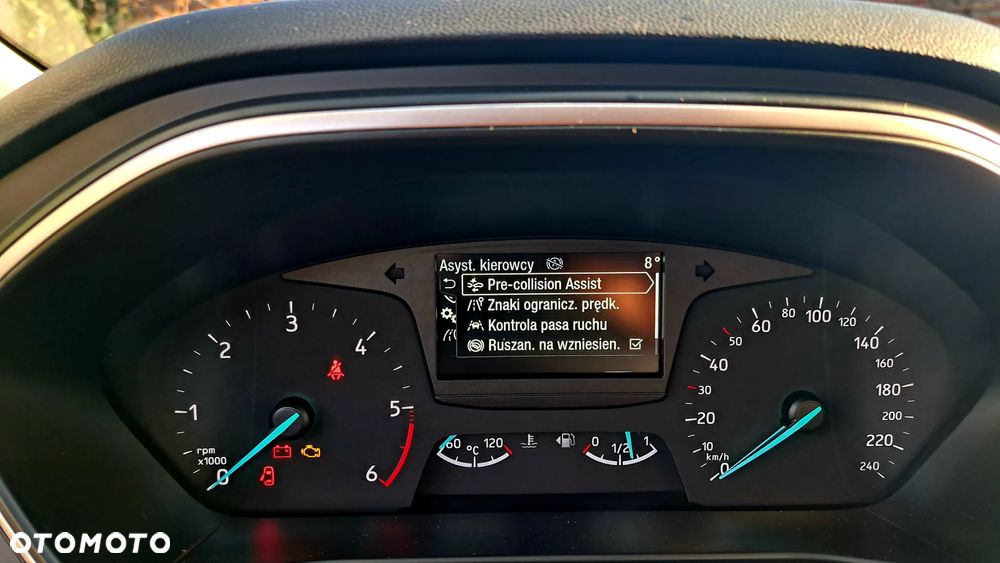 Asyst. kierowcy 8°
Pre-collision Assist
Znaki ogranicz. prędk.
Kontrola pasa ruchu
Ruszan. na wzniesien.
0 1 2 3 4 5 6
rpm
x1000
60 °C 120
0 1/2 1
0 10 20 30 40 50 60 80 100 120 140 160 180 200 220 240
km/h
OTOMOTO